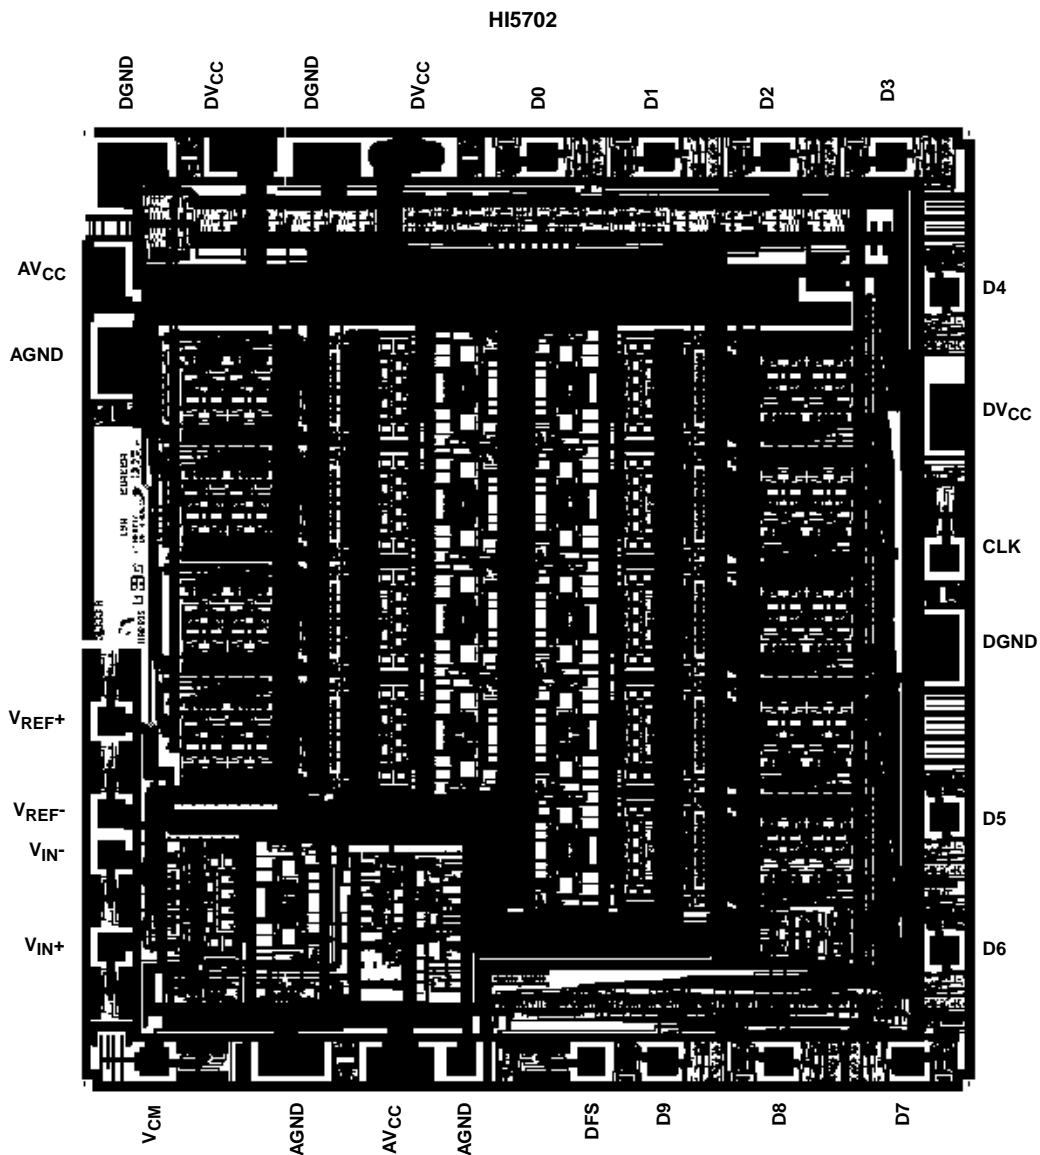 HI5702
DGND
DVCC
DGND
DVCC
D0
D1
D2
D3
AVCC
AGND
VREF+
VREF-
VIN-
VIN+
D4
DVCC
CLK
DGND
D5
D6
VCM
AGND
AVCC
AGND
DFS
D9
D8
D7